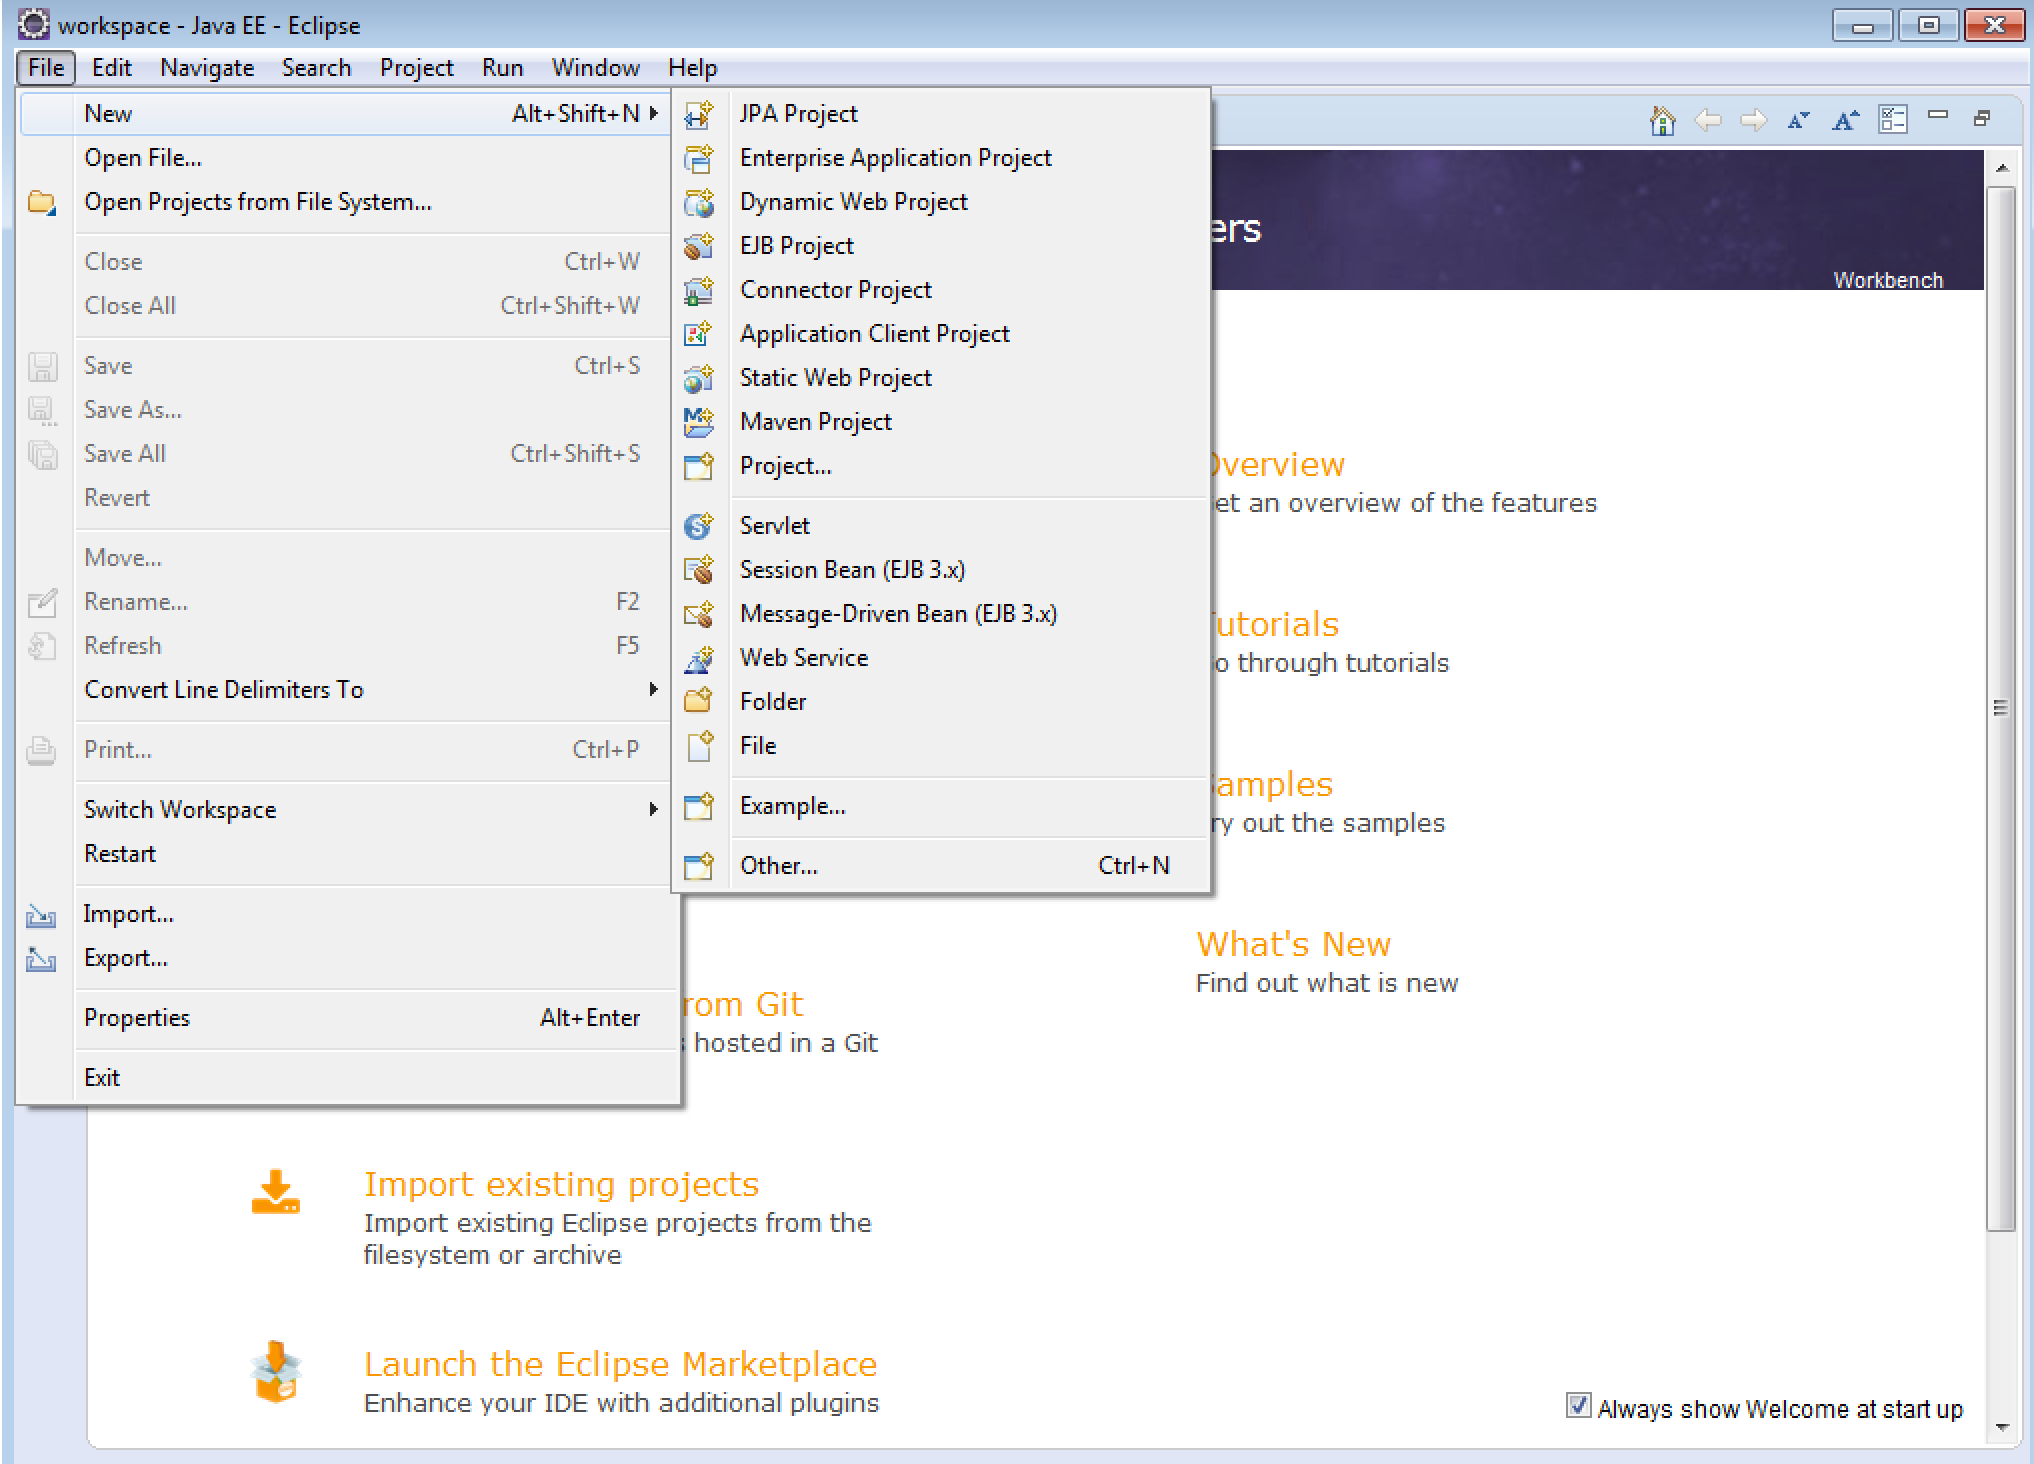 workspace - Java EE - Eclipse
File Edit Navigate Search Project Run Window Help
New Alt+Shift+N
Open File...
Open Projects from File System...
Close Ctrl+W
Close All Ctrl+Shift+W
Save Ctrl+S
Save As...
Save All Ctrl+Shift+S
Revert
Move...
Rename... F2
Refresh F5
Convert Line Delimiters To
Print... Ctrl+P
Switch Workspace
Restart
Import...
Export...
Properties Alt+Enter
Exit
JPA Project
Enterprise Application Project
Dynamic Web Project
EJB Project
Connector Project
Application Client Project
Static Web Project
Maven Project
Project...
Servlet
Session Bean (EJB 3.x)
Message-Driven Bean (EJB 3.x)
Web Service
Folder
File
Example...
Other... Ctrl+N
ers
Workbench
verview
et an overview of the features
utorials
o through tutorials
amples
ry out the samples
What's New
Find out what is new
rom Git
hosted in a Git
Import existing projects
Import existing Eclipse projects from the
filesystem or archive
Launch the Eclipse Marketplace
Enhance your IDE with additional plugins
Always show Welcome at start up